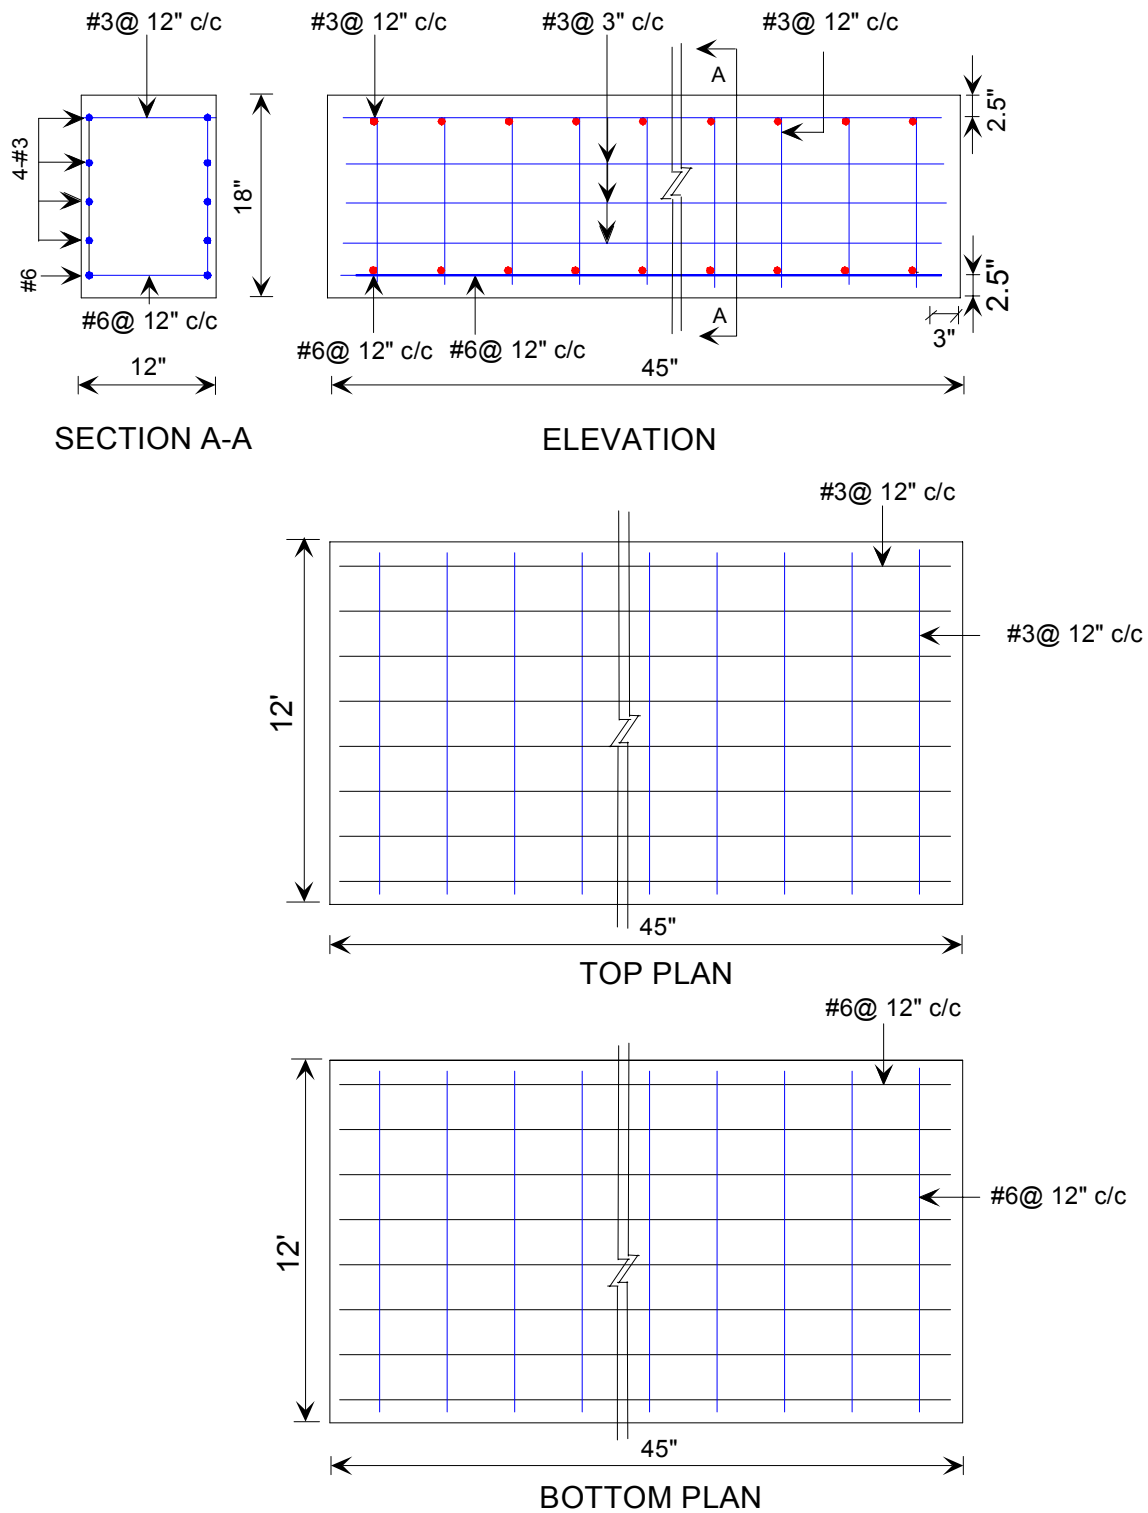 #3@ 12" c/c
#3@ 12" c/c
#3@ 3" c/c
#3@ 12" c/c
A
2.5"
4-#3
18"
#6
2.5"
#6@ 12" c/c
A
3"
#6@ 12" c/c
#6@ 12" c/c
12"
45"
SECTION A-A
ELEVATION
#3@ 12" c/c
#3@ 12" c/c
12'
45"
TOP PLAN
#6@ 12" c/c
#6@ 12" c/c
12'
45"
BOTTOM PLAN